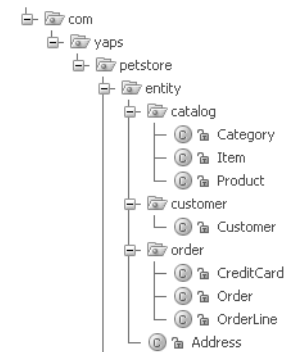 com
yaps
petstore
entity
catalog
C Category
C Item
C Product
customer
C Customer
order
C CreditCard
C Order
C OrderLine
C Address